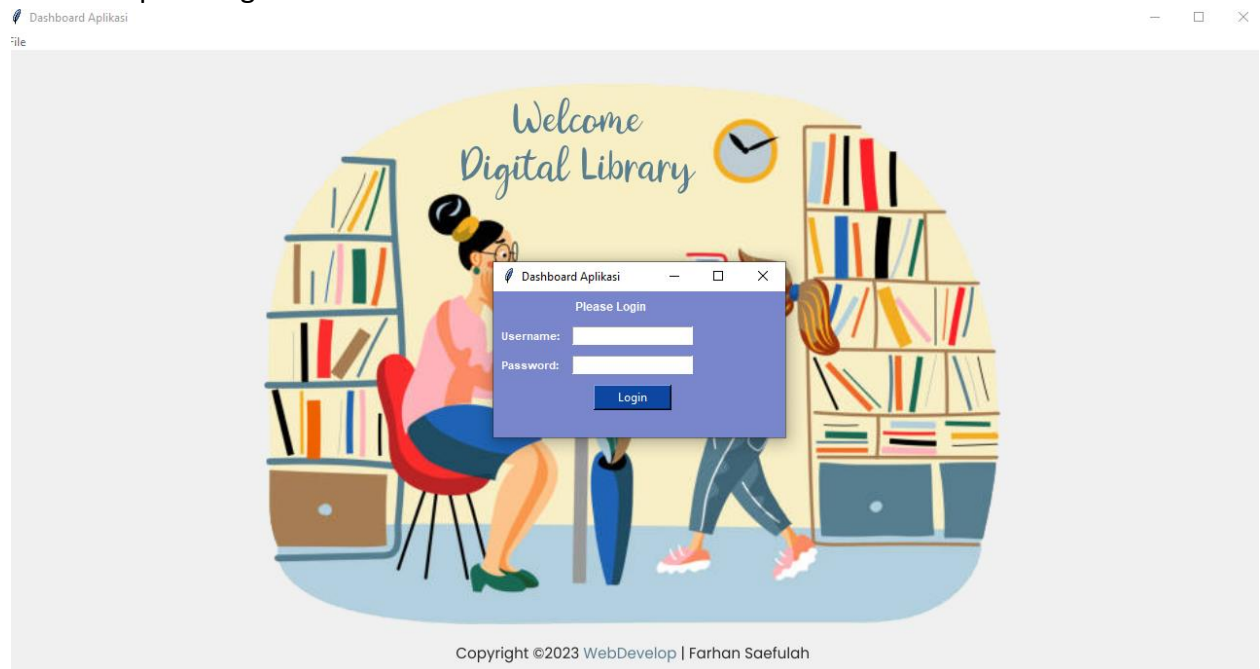 Dashboard Aplikasi
File
Welcome
Digital Library
Dashboard Aplikasi
Please Login
Username:
Password:
Login
Copyright ©2023 WebDevelop | Farhan Saefulah